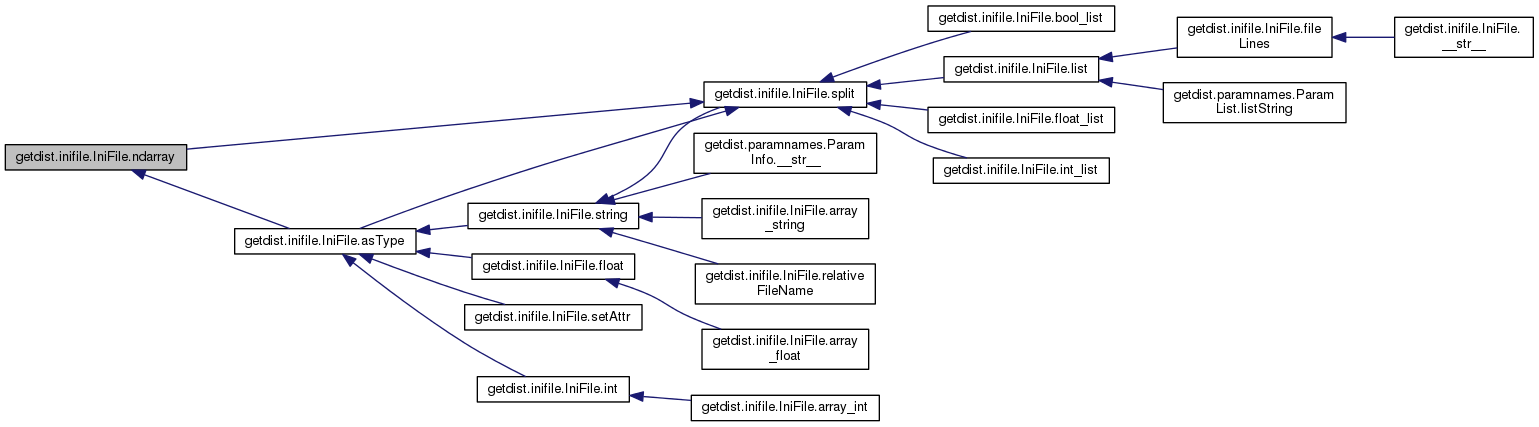 getdist.inifile.IniFile.ndarray
getdist.inifile.IniFile.asType
getdist.inifile.IniFile.string
getdist.inifile.IniFile.float
getdist.inifile.IniFile.setAttr
getdist.inifile.IniFile.int
getdist.inifile.IniFile.split
getdist.paramnames.Param
Info.__str__
getdist.inifile.IniFile.array
_string
getdist.inifile.IniFile.relative
FileName
getdist.inifile.IniFile.array
_float
getdist.inifile.IniFile.array_int
getdist.inifile.IniFile.bool_list
getdist.inifile.IniFile.list
getdist.inifile.IniFile.float_list
getdist.inifile.IniFile.int_list
getdist.inifile.IniFile.file
Lines
getdist.paramnames.Param
List.listString
getdist.inifile.IniFile.
__str__